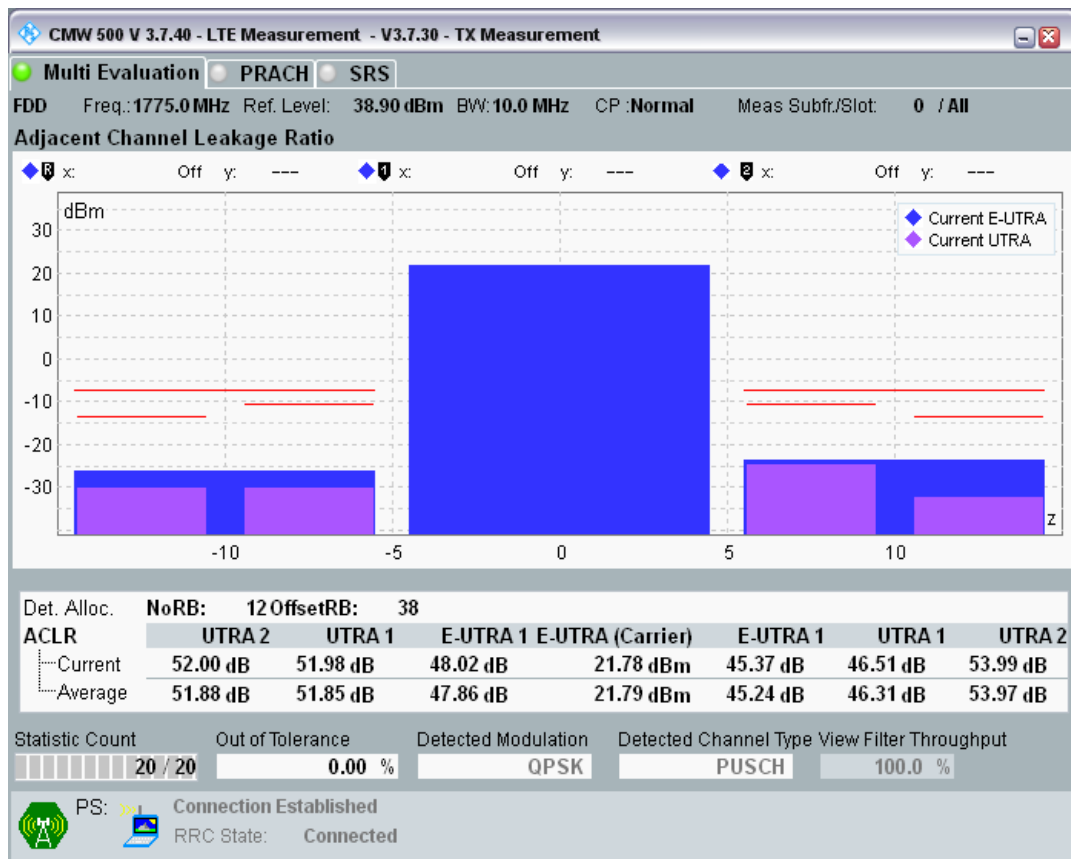 CMW 500 V 3.7.40 - LTE Measurement - V3.7.30 - TX Measurement
Multi Evaluation PRACH SRS
FDD Freq.:1775.0 MHz Ref. Level: 38.90 dBm BW:10.0 MHz CP :Normal Meas Subfr./Slot: 0 / All
Adjacent Channel Leakage Ratio
R x: Off y: --- 1 x: Off y: --- 2 x: Off y: ---
dBm
Current E-UTRA
Current UTRA
30
20
10
0
-10
-20
-30
z
-10 -5 0 5 10
Det. Alloc. NoRB: 12 OffsetRB: 38
ACLR UTRA 2 UTRA 1 E-UTRA 1 E-UTRA (Carrier) E-UTRA 1 UTRA 1 UTRA 2
Current 52.00 dB 51.98 dB 48.02 dB 21.78 dBm 45.37 dB 46.51 dB 53.99 dB
Average 51.88 dB 51.85 dB 47.86 dB 21.79 dBm 45.24 dB 46.31 dB 53.97 dB
Statistic Count Out of Tolerance Detected Modulation Detected Channel Type View Filter Throughput
20 / 20 0.00 % QPSK PUSCH 100.0 %
PS: Connection Established
RRC State: Connected